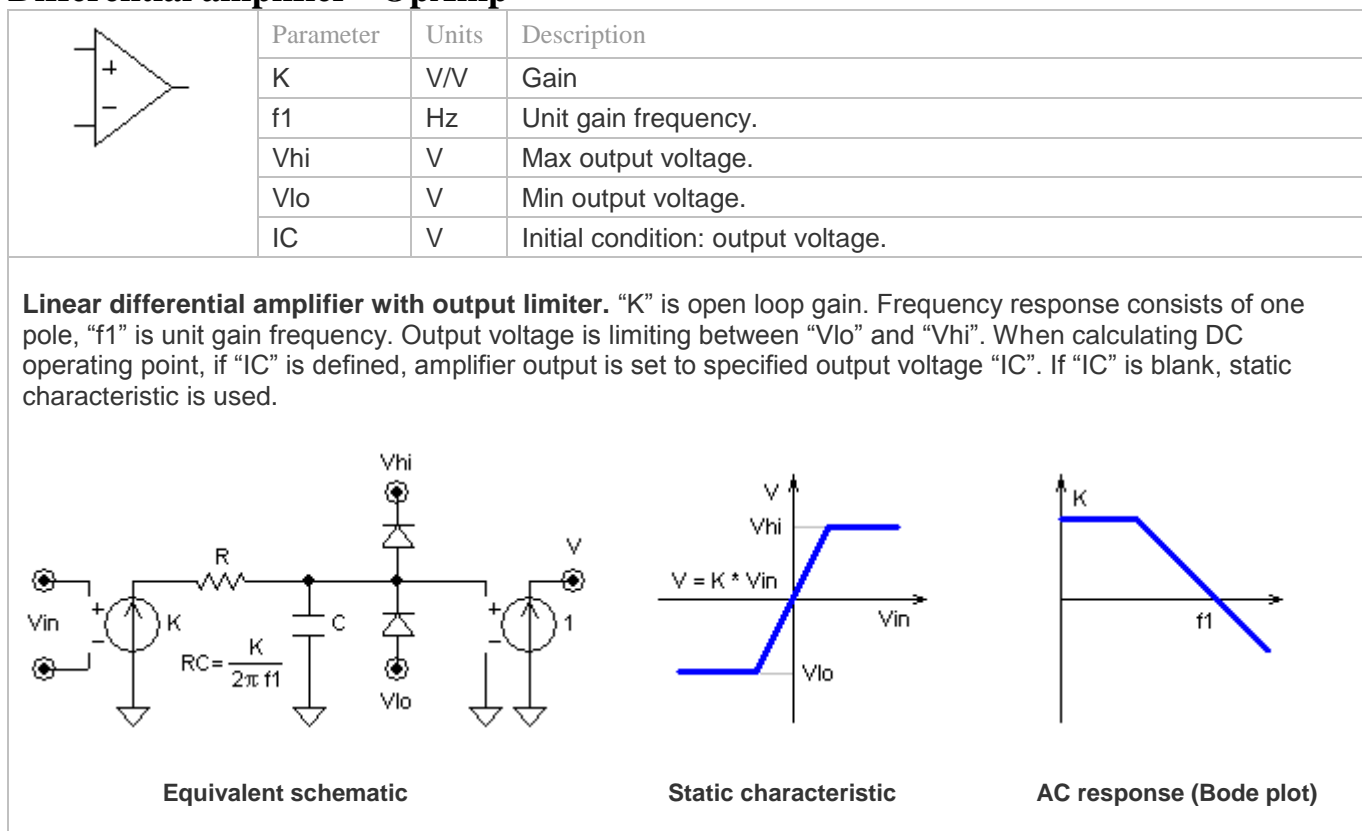 Differential amplifier - OpAmp
Parameter Units Description
+
−
K V/V Gain
f1 Hz Unit gain frequency.
Vhi V Max output voltage.
Vlo V Min output voltage.
IC V Initial condition: output voltage.
Linear differential amplifier with output limiter. “K” is open loop gain. Frequency response consists of one
pole, “f1” is unit gain frequency. Output voltage is limiting between “Vlo” and “Vhi”. When calculating DC
operating point, if “IC” is defined, amplifier output is set to specified output voltage “IC”. If “IC” is blank, static
characteristic is used.
Vhi
R
V
Vin
+
−
K
C
+
−
1
RC= K / 2π f1
Vlo
V
Vhi
V = K * Vin
Vin
Vlo
K
f1
Equivalent schematic
Static characteristic
AC response (Bode plot)